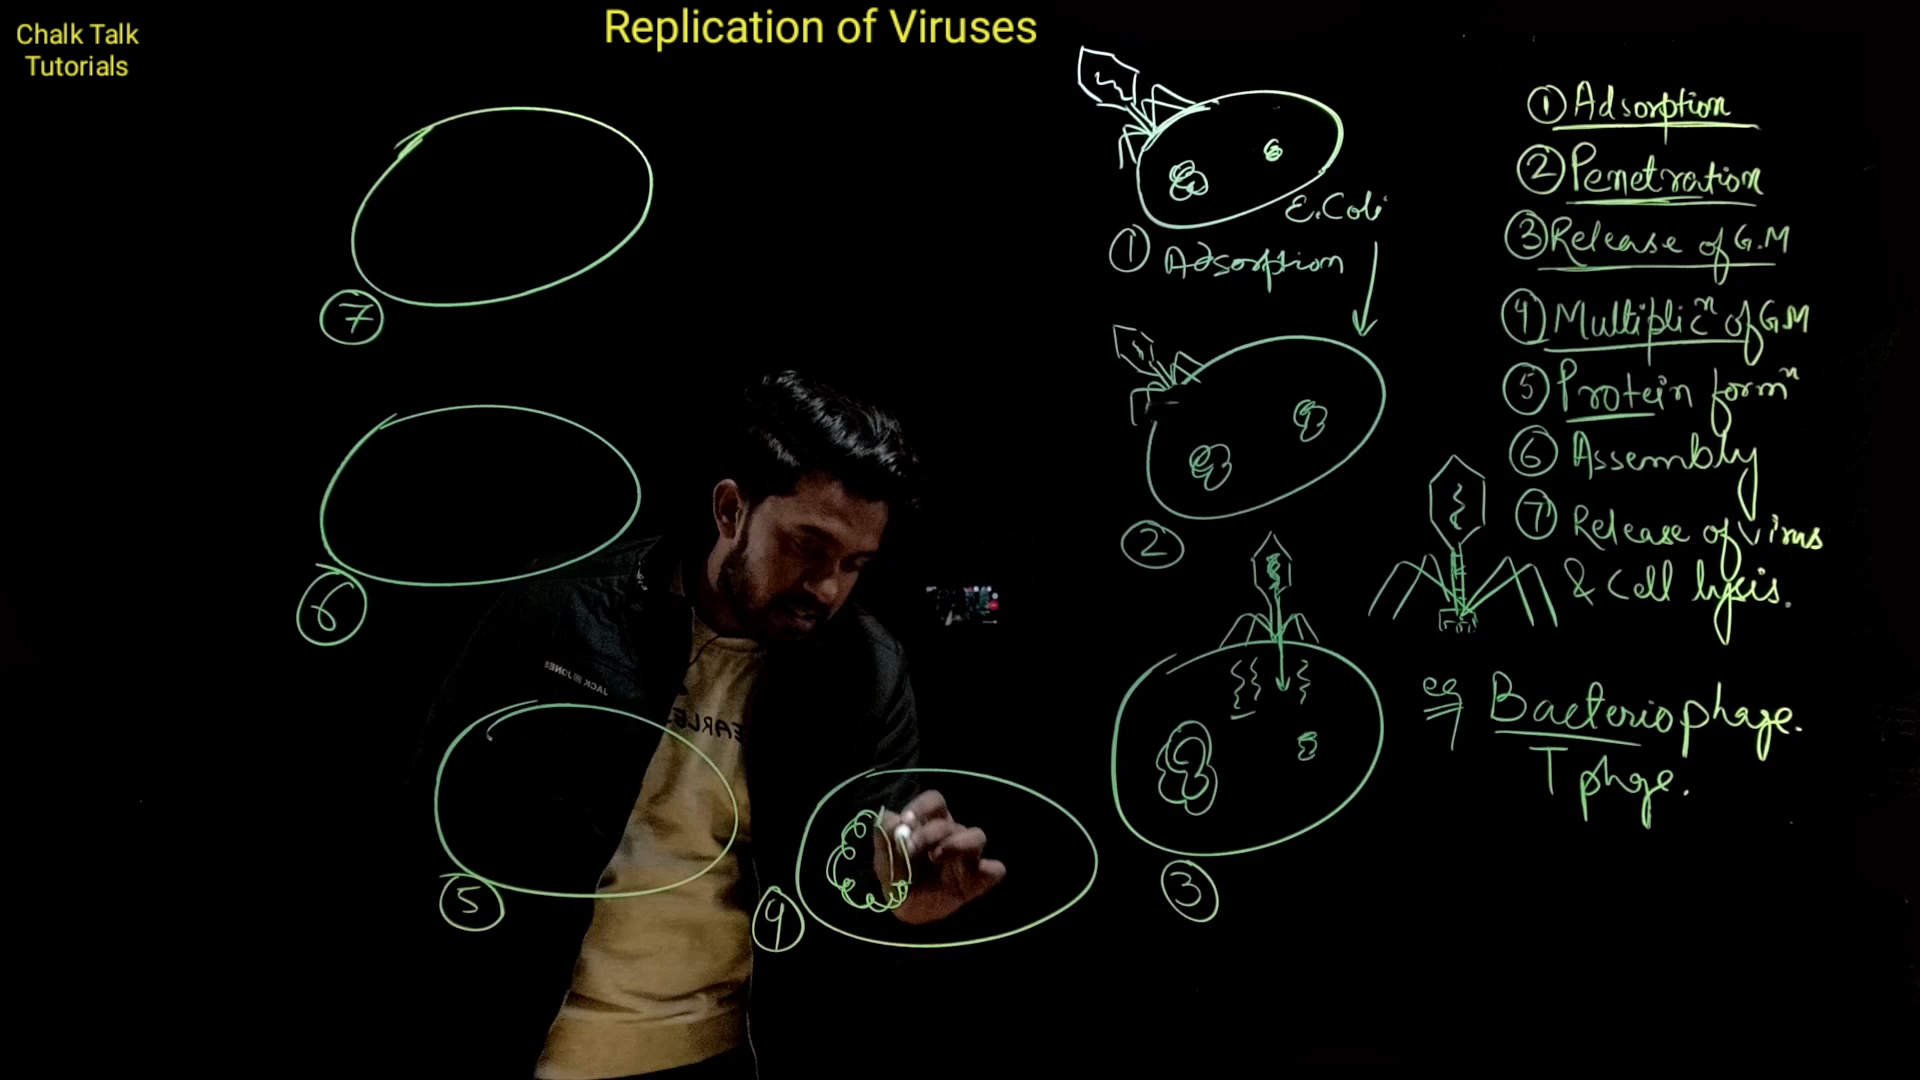 Chalk Talk
Tutorials
Replication of Viruses
① Adsorption
② Penetration
③ Release of G.M
④ Multiplicⁿ of G.M
⑤ Protein formⁿ
⑥ Assembly
⑦ Release of Virus
& Cell lysis.
eg Bacteriophage.
T phage.
E.Coli
① Adsorption
②
③
④
⑤
⑥
⑦
JACK & JONES